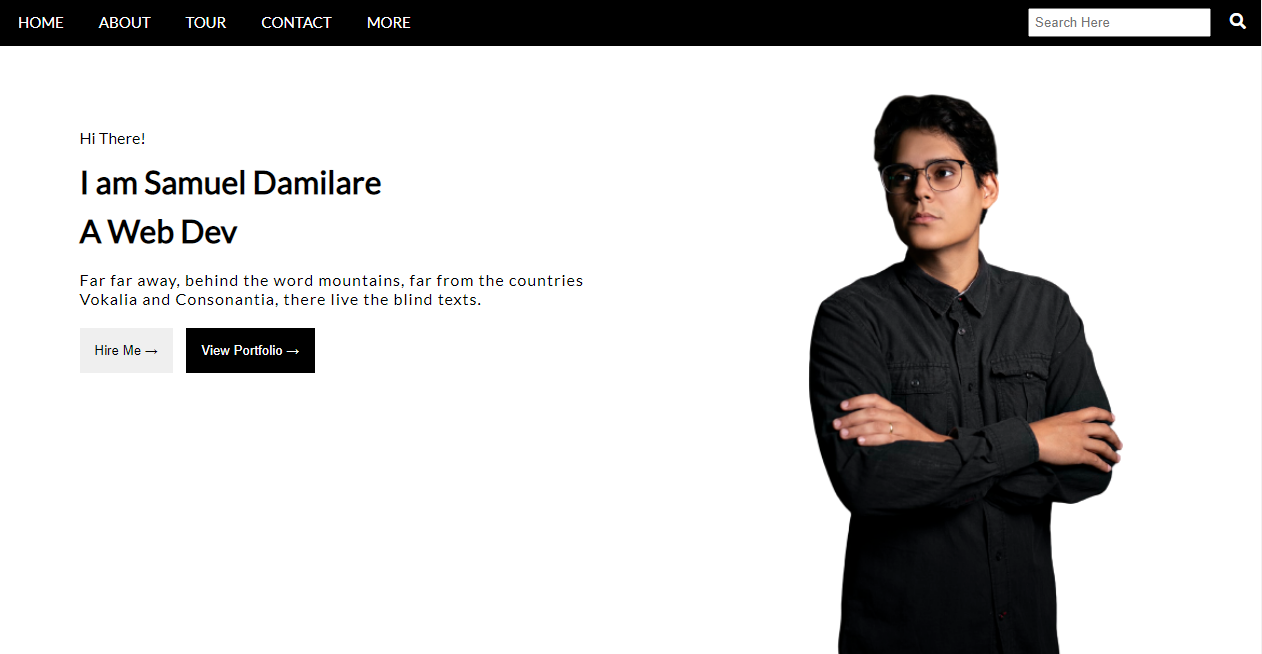 HOME ABOUT TOUR CONTACT MORE Search Here
Hi There!
I am Samuel Damilare
A Web Dev
Far far away, behind the word mountains, far from the countries
Vokalia and Consonantia, there live the blind texts.
Hire Me → View Portfolio →